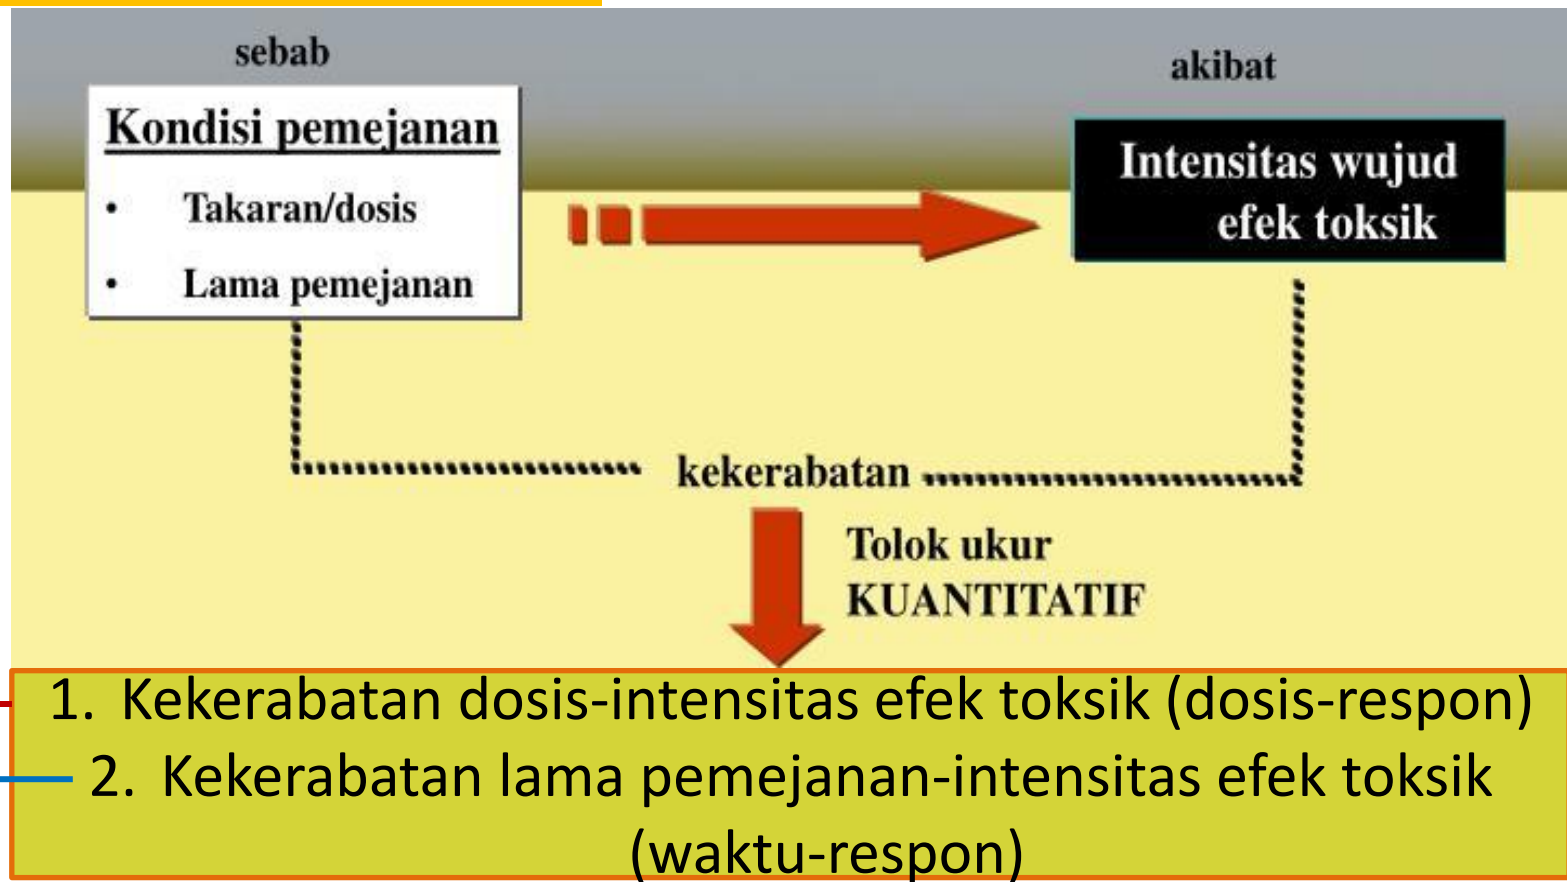 sebab
akibat
Kondisi pemejanan
• Takaran/dosis
• Lama pemejanan
Intensitas wujud
efek toksik
kekerabatan
Tolok ukur
KUANTITATIF
1. Kekerabatan dosis-intensitas efek toksik (dosis-respon)
2. Kekerabatan lama pemejanan-intensitas efek toksik
(waktu-respon)